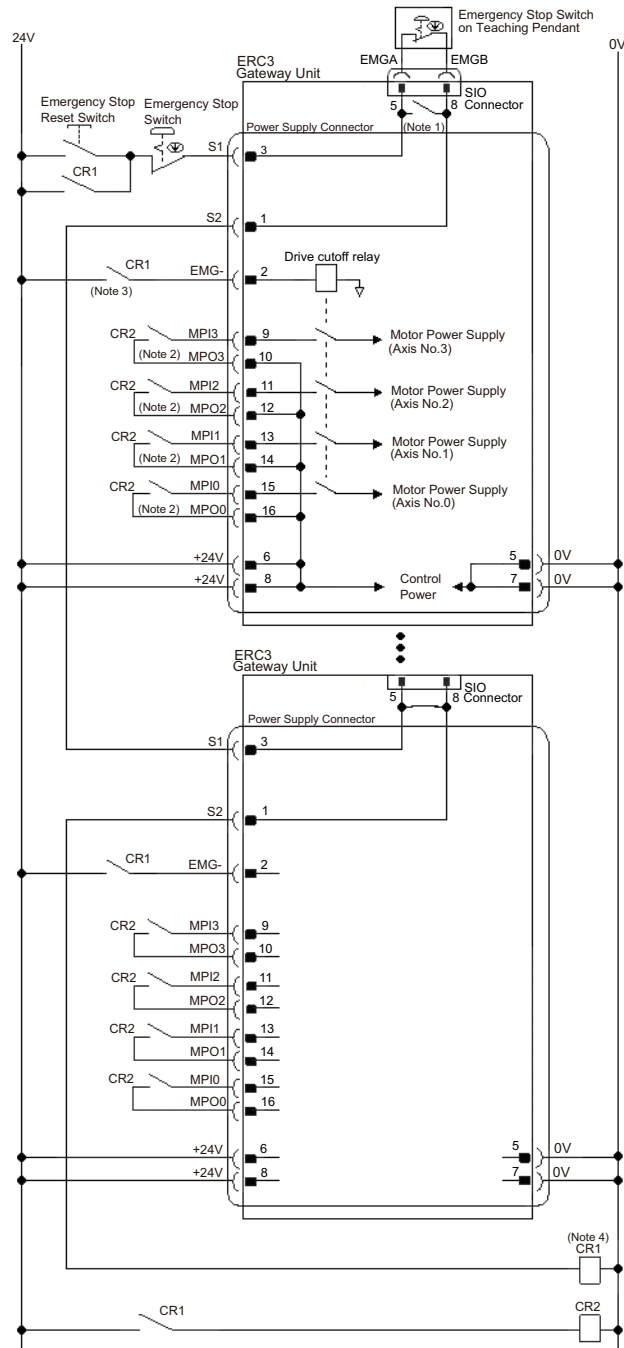 Emergency Stop Switch
on Teaching Pendant
24V
0V
EMGA
EMGB
ERC3
Gateway Unit
SIO
Connector
5
8
(Note 1)
Emergency Stop
Reset Switch
Emergency Stop
Switch
Power Supply Connector
S1
3
CR1
S2
1
Drive cutoff relay
CR1
EMG-
2
(Note 3)
CR2
MPI3
9
Motor Power Supply
(Axis No.3)
(Note 2)
MPO3
10
CR2
MPI2
11
Motor Power Supply
(Axis No.2)
(Note 2)
MPO2
12
CR2
MPI1
13
Motor Power Supply
(Axis No.1)
(Note 2)
MPO1
14
CR2
MPI0
15
Motor Power Supply
(Axis No.0)
(Note 2)
MPO0
16
+24V
6
5
0V
+24V
8
Control
Power
7
0V
ERC3
Gateway Unit
SIO
Connector
5
8
Power Supply Connector
S1
3
S2
1
CR1
EMG-
2
CR2
MPI3
9
MPO3
10
CR2
MPI2
11
MPO2
12
CR2
MPI1
13
MPO1
14
CR2
MPI0
15
MPO0
16
+24V
6
5
0V
+24V
8
7
0V
(Note 4)
CR1
CR1
CR2